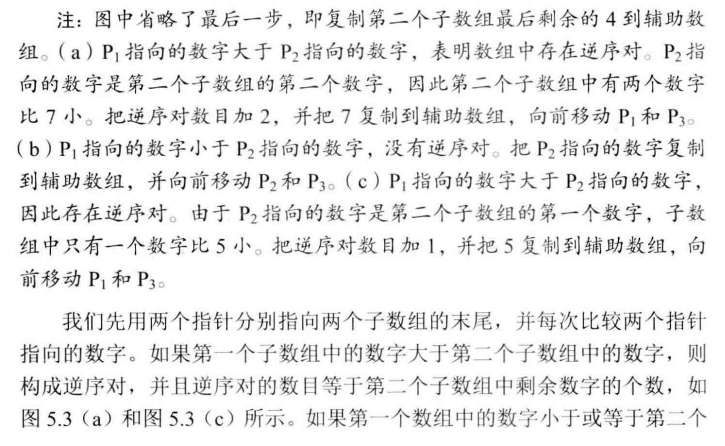 注：图中省略了最后一步，即复制第二个子数组最后剩余的 4 到辅助数
组。（a）P₁ 指向的数字大于 P₂ 指向的数字，表明数组中存在逆序对。P₂ 指
向的数字是第二个子数组的第二个数字，因此第二个子数组中有两个数字
比 7 小。把逆序对数目加 2，并把 7 复制到辅助数组，向前移动 P₁ 和 P₃。
（b）P₁ 指向的数字小于 P₂ 指向的数字，没有逆序对。把 P₂ 指向的数字复制
到辅助数组，并向前移动 P₂ 和 P₃。（c）P₁ 指向的数字大于 P₂ 指向的数字，
因此存在逆序对。由于 P₂ 指向的数字是第二个子数组的第一个数字，子数
组中只有一个数字比 5 小。把逆序对数目加 1，并把 5 复制到辅助数组，向
前移动 P₁ 和 P₃。
我们先用两个指针分别指向两个子数组的末尾，并每次比较两个指针
指向的数字。如果第一个子数组中的数字大于第二个子数组中的数字，则
构成逆序对，并且逆序对的数目等于第二个子数组中剩余数字的个数，如
图 5.3（a）和图 5.3（c）所示。如果第一个数组中的数字小于或等于第二个